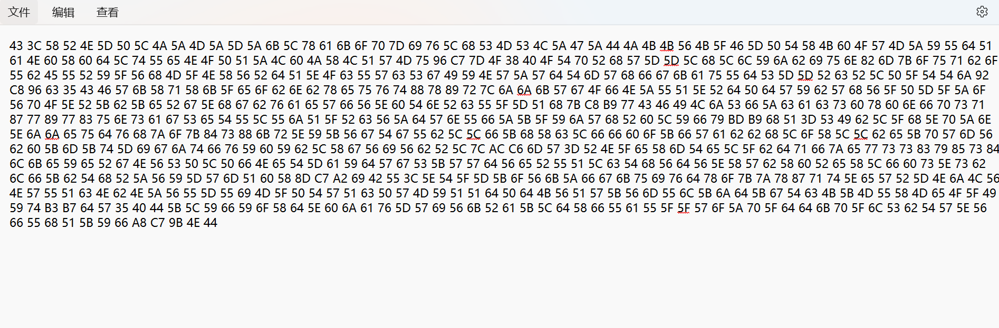 文件 编辑 查看
43 3C 58 52 4E 5D 50 5C 4A 5A 4D 5A 5D 5A 6B 5C 78 61 6B 6F 70 7D 69 76 5C 68 53 4D 53 4C 5A 47 5A 44 4A 4B 4B 56 4B 5F 46 5D 50 54 58 4B 60 4F 57 4D 5A 59 55 64 51
61 4E 60 58 60 64 5C 74 55 65 4E 4F 50 51 5A 4C 60 4A 58 4C 51 57 4D 75 96 C7 7D 4F 38 40 4F 54 70 52 68 57 5D 5D 5C 68 5C 6C 59 6A 62 69 75 6E 82 6D 7B 6F 75 71 62 6F
55 62 45 55 52 59 5F 56 68 4D 5F 4E 58 56 52 64 51 5E 4F 63 55 57 63 53 67 49 59 4E 57 5A 57 64 54 6D 57 68 66 67 6B 61 75 55 64 53 5D 5D 52 63 52 5C 50 5F 54 54 6A 92
C8 96 63 35 43 46 57 6B 58 71 58 6B 5F 65 6F 62 6E 62 78 65 75 76 74 88 78 89 72 7C 6A 6A 6B 57 67 4F 66 4E 5A 55 51 5E 52 64 50 64 57 59 62 57 68 56 5F 50 5D 5F 5A 6F
56 70 4F 5E 52 5B 62 5B 65 52 67 5E 68 67 62 76 61 65 57 66 56 5E 60 54 6E 52 63 55 5F 5D 51 68 7B C8 B9 77 43 46 49 4C 6A 53 66 5A 63 61 63 73 60 78 60 6E 66 70 73 71
87 77 89 77 83 75 6E 73 61 67 53 65 54 55 5C 55 6A 51 5F 52 63 56 5A 64 57 6E 55 66 5A 5B 5F 59 6A 57 68 52 60 5C 59 66 79 BD B9 68 51 3D 53 49 62 5C 5F 68 5E 70 5A 6E
5E 6A 6A 65 75 64 76 68 7A 6F 7B 84 73 88 6B 72 5E 59 5B 56 67 54 67 55 62 5C 5C 66 5B 68 58 63 5C 66 66 60 6F 5B 66 57 61 62 62 68 5C 6F 58 5C 5C 62 65 5B 70 57 6D 56
62 60 5B 6D 5B 74 5D 69 67 6A 74 66 76 59 60 59 62 5C 58 67 56 69 56 62 52 5C 7C AC C6 6D 57 3D 52 4E 5F 65 58 6D 54 65 5C 5F 62 64 71 66 7A 65 77 73 73 83 79 85 73 84
6C 6B 65 59 65 52 67 4E 56 53 50 5C 50 66 4E 65 54 5D 61 59 64 57 67 53 5B 57 57 64 56 65 52 55 51 5C 63 54 68 56 64 56 5E 58 57 62 58 60 52 65 58 5C 66 60 73 5E 73 62
6C 66 5B 62 54 68 52 5A 56 59 5D 57 6D 51 60 58 8D C7 A2 69 42 55 3C 5E 54 5F 5D 5B 6F 56 6B 5A 66 67 6B 75 69 76 64 78 6F 7B 7A 78 87 71 74 5E 65 57 52 5D 4E 6A 4C 56
4E 57 55 51 63 4E 62 4E 5A 56 55 5D 55 69 4D 5F 50 54 57 51 63 50 57 4D 59 51 51 64 50 64 4B 56 51 57 5B 56 6D 55 6C 5B 6A 64 5B 67 54 63 4B 5B 4D 55 58 4D 65 4F 5F 49
59 74 B3 B7 64 57 35 40 44 5B 5C 59 66 59 6F 58 64 5E 60 6A 61 76 5D 57 69 56 6B 52 61 5B 5C 64 58 66 55 61 55 5F 5F 57 6F 5A 70 5F 64 64 6B 70 5F 6C 53 62 54 57 5E 56
66 55 68 51 5B 59 66 A8 C7 9B 4E 44